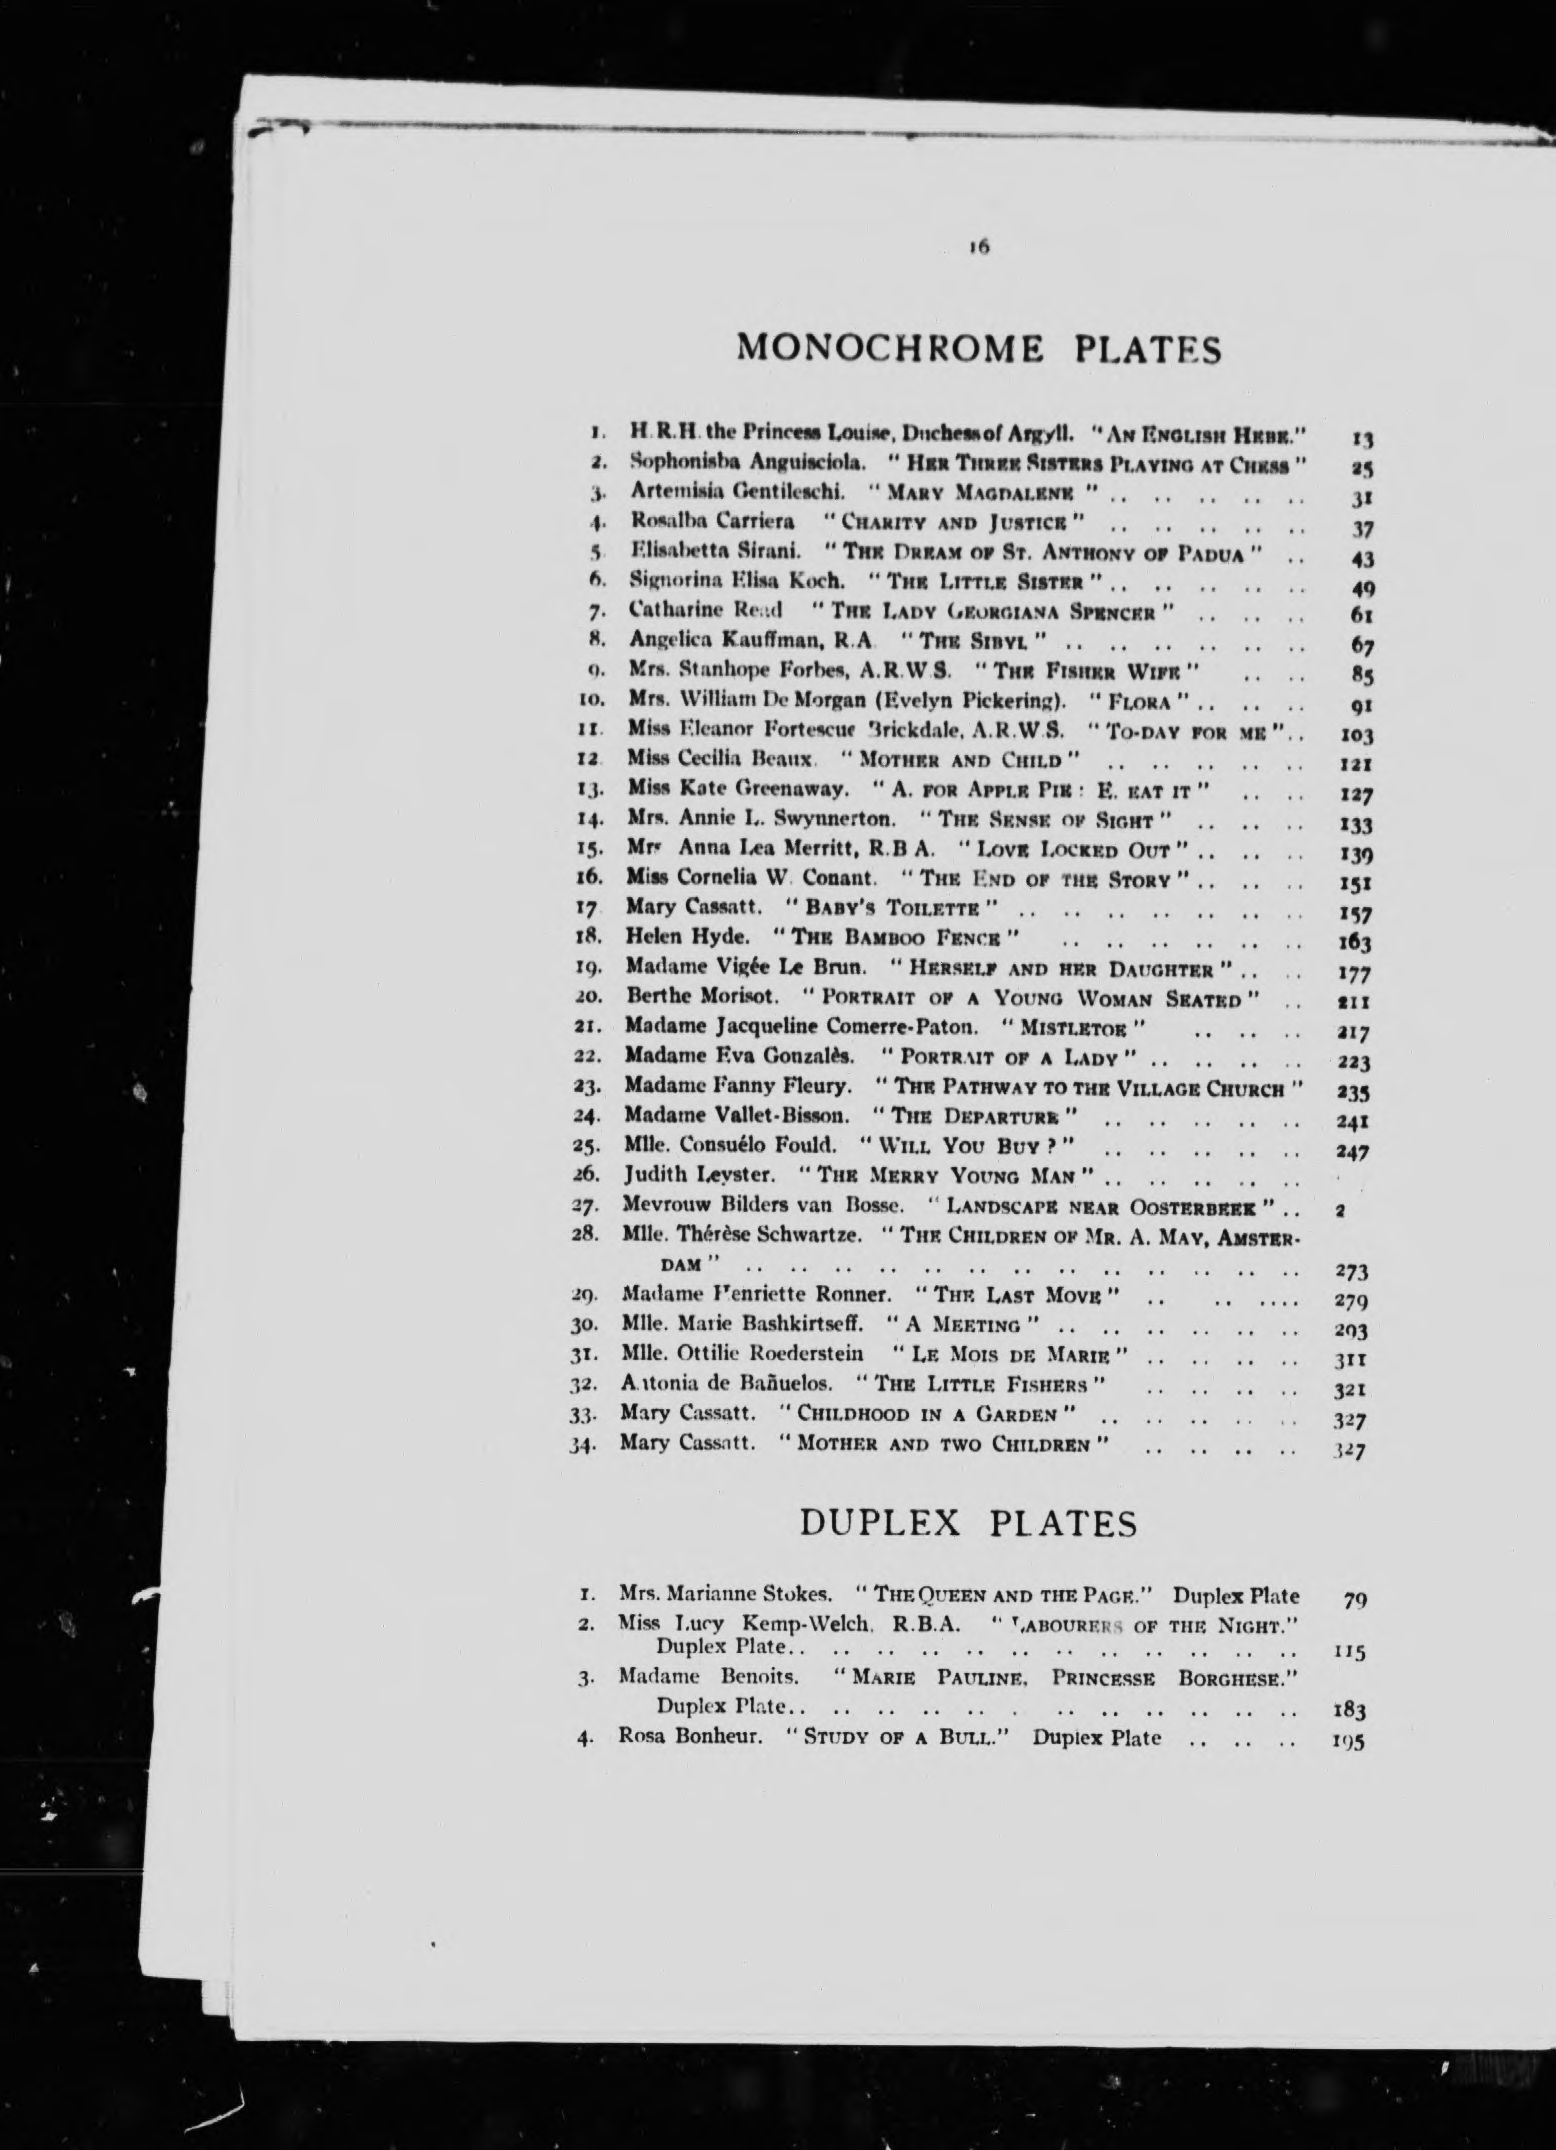 16
MONOCHROME PLATES
1. H.R.H. the Princess Louise, Duchess of Argyll. "AN ENGLISH HEBE." 13
2. Sophonisba Anguisciola. "HER THREE SISTERS PLAYING AT CHESS" 25
3. Artemisia Gentileschi. "MARY MAGDALENE" .. .. .. .. .. 31
4. Rosalba Carriera "CHARITY AND JUSTICE" .. .. .. .. .. 37
5. Elisabetta Sirani. "THE DREAM OF ST. ANTHONY OF PADUA" .. 43
6. Signorina Elisa Koch. "THE LITTLE SISTER" .. .. .. .. .. 49
7. Catharine Read "THE LADY GEORGIANA SPENCER" .. .. .. 61
8. Angelica Kauffman, R.A. "THE SIBYL" .. .. .. .. .. .. 67
9. Mrs. Stanhope Forbes, A.R.W.S. "THE FISHER WIFE" .. .. 85
10. Mrs. William De Morgan (Evelyn Pickering). "FLORA" .. .. .. 91
11. Miss Eleanor Fortescue Brickdale, A.R.W.S. "TO-DAY FOR ME" .. 103
12. Miss Cecilia Beaux. "MOTHER AND CHILD" .. .. .. .. .. 121
13. Miss Kate Greenaway. "A. FOR APPLE PIE: E. EAT IT" .. .. 127
14. Mrs. Annie L. Swynnerton. "THE SENSE OF SIGHT" .. .. .. 133
15. Mrs Anna Lea Merritt, R.B.A. "LOVE LOCKED OUT" .. .. .. 139
16. Miss Cornelia W. Conant. "THE END OF THE STORY" .. .. .. 151
17. Mary Cassatt. "BABY'S TOILETTE" .. .. .. .. .. .. .. 157
18. Helen Hyde. "THE BAMBOO FENCE" .. .. .. .. .. .. 163
19. Madame Vigée Le Brun. "HERSELF AND HER DAUGHTER" .. .. 177
20. Berthe Morisot. "PORTRAIT OF A YOUNG WOMAN SEATED" .. 211
21. Madame Jacqueline Comerre-Paton. "MISTLETOE" .. .. .. 217
22. Madame Eva Gonzalès. "PORTRAIT OF A LADY" .. .. .. .. 223
23. Madame Fanny Fleury. "THE PATHWAY TO THE VILLAGE CHURCH" 235
24. Madame Vallet-Bisson. "THE DEPARTURE" .. .. .. .. .. 241
25. Mlle. Consuélo Fould. "WILL YOU BUY?" .. .. .. .. .. 247
26. Judith Leyster. "THE MERRY YOUNG MAN" .. .. .. .. ..
27. Mevrouw Bilders van Bosse. "LANDSCAPE NEAR OOSTERBEEK" .. 2
28. Mlle. Thérèse Schwartze. "THE CHILDREN OF MR. A. MAY, AMSTER-
DAM" .. .. .. .. .. .. .. .. .. .. .. .. .. 273
29. Madame Henriette Ronner. "THE LAST MOVE" .. .. .... 279
30. Mlle. Marie Bashkirtseff. "A MEETING" .. .. .. .. .. .. 293
31. Mlle. Ottilie Roederstein "LE MOIS DE MARIE" .. .. .. .. 311
32. Antonia de Bañuelos. "THE LITTLE FISHERS" .. .. .. .. 321
33. Mary Cassatt. "CHILDHOOD IN A GARDEN" .. .. .. .. .. 327
34. Mary Cassatt. "MOTHER AND TWO CHILDREN" .. .. .. .. 327
DUPLEX PLATES
1. Mrs. Marianne Stokes. "THE QUEEN AND THE PAGE." Duplex Plate 79
2. Miss Lucy Kemp-Welch, R.B.A. "LABOURERS OF THE NIGHT."
Duplex Plate .. .. .. .. .. .. .. .. .. .. .. .. 115
3. Madame Benoits. "MARIE PAULINE, PRINCESSE BORGHESE."
Duplex Plate .. .. .. .. .. . .. .. .. .. .. .. 183
4. Rosa Bonheur. "STUDY OF A BULL." Duplex Plate .. .. .. 195